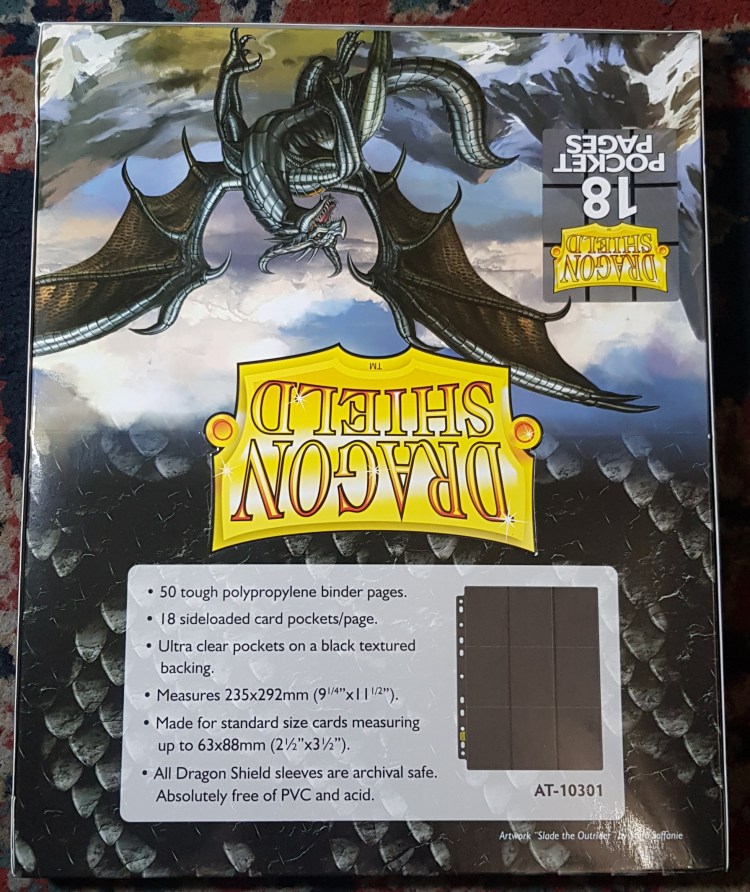 18
POCKET
PAGES
DRAGON
SHIELD
DRAGON
SHIELD
™
• 50 tough polypropylene binder pages.
• 18 sideloaded card pockets/page.
• Ultra clear pockets on a black textured
backing.
• Measures 235x292mm (9¹/⁴”x11¹/²”).
• Made for standard size cards measuring
up to 63x88mm (2½”x3½”).
• All Dragon Shield sleeves are archival safe.
Absolutely free of PVC and acid.
AT-10301
Artwork "Slade the Outrider" by Soffanie